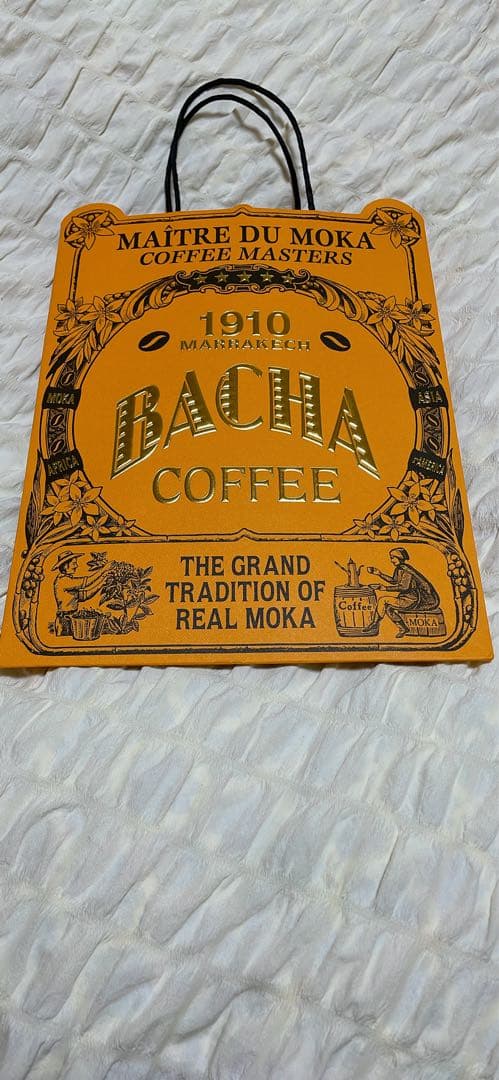 MAÎTRE DU MOKA
COFFEE MASTERS
1910
MARRAKECH
MOKA
ASIA
BACHA
AFRICA
COFFEE
THE GRAND
TRADITION OF
REAL MOKA
Coffee
MOKA